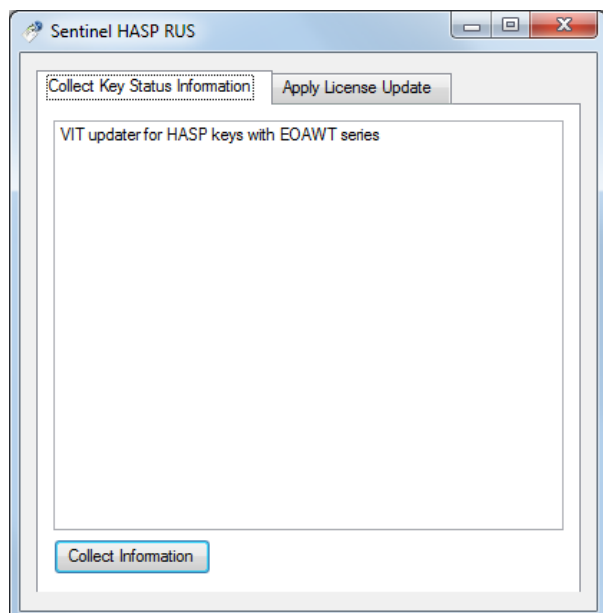 Sentinel HASP RUS
Collect Key Status Information
Apply License Update
VIT updater for HASP keys with EOAWT series
Collect Information